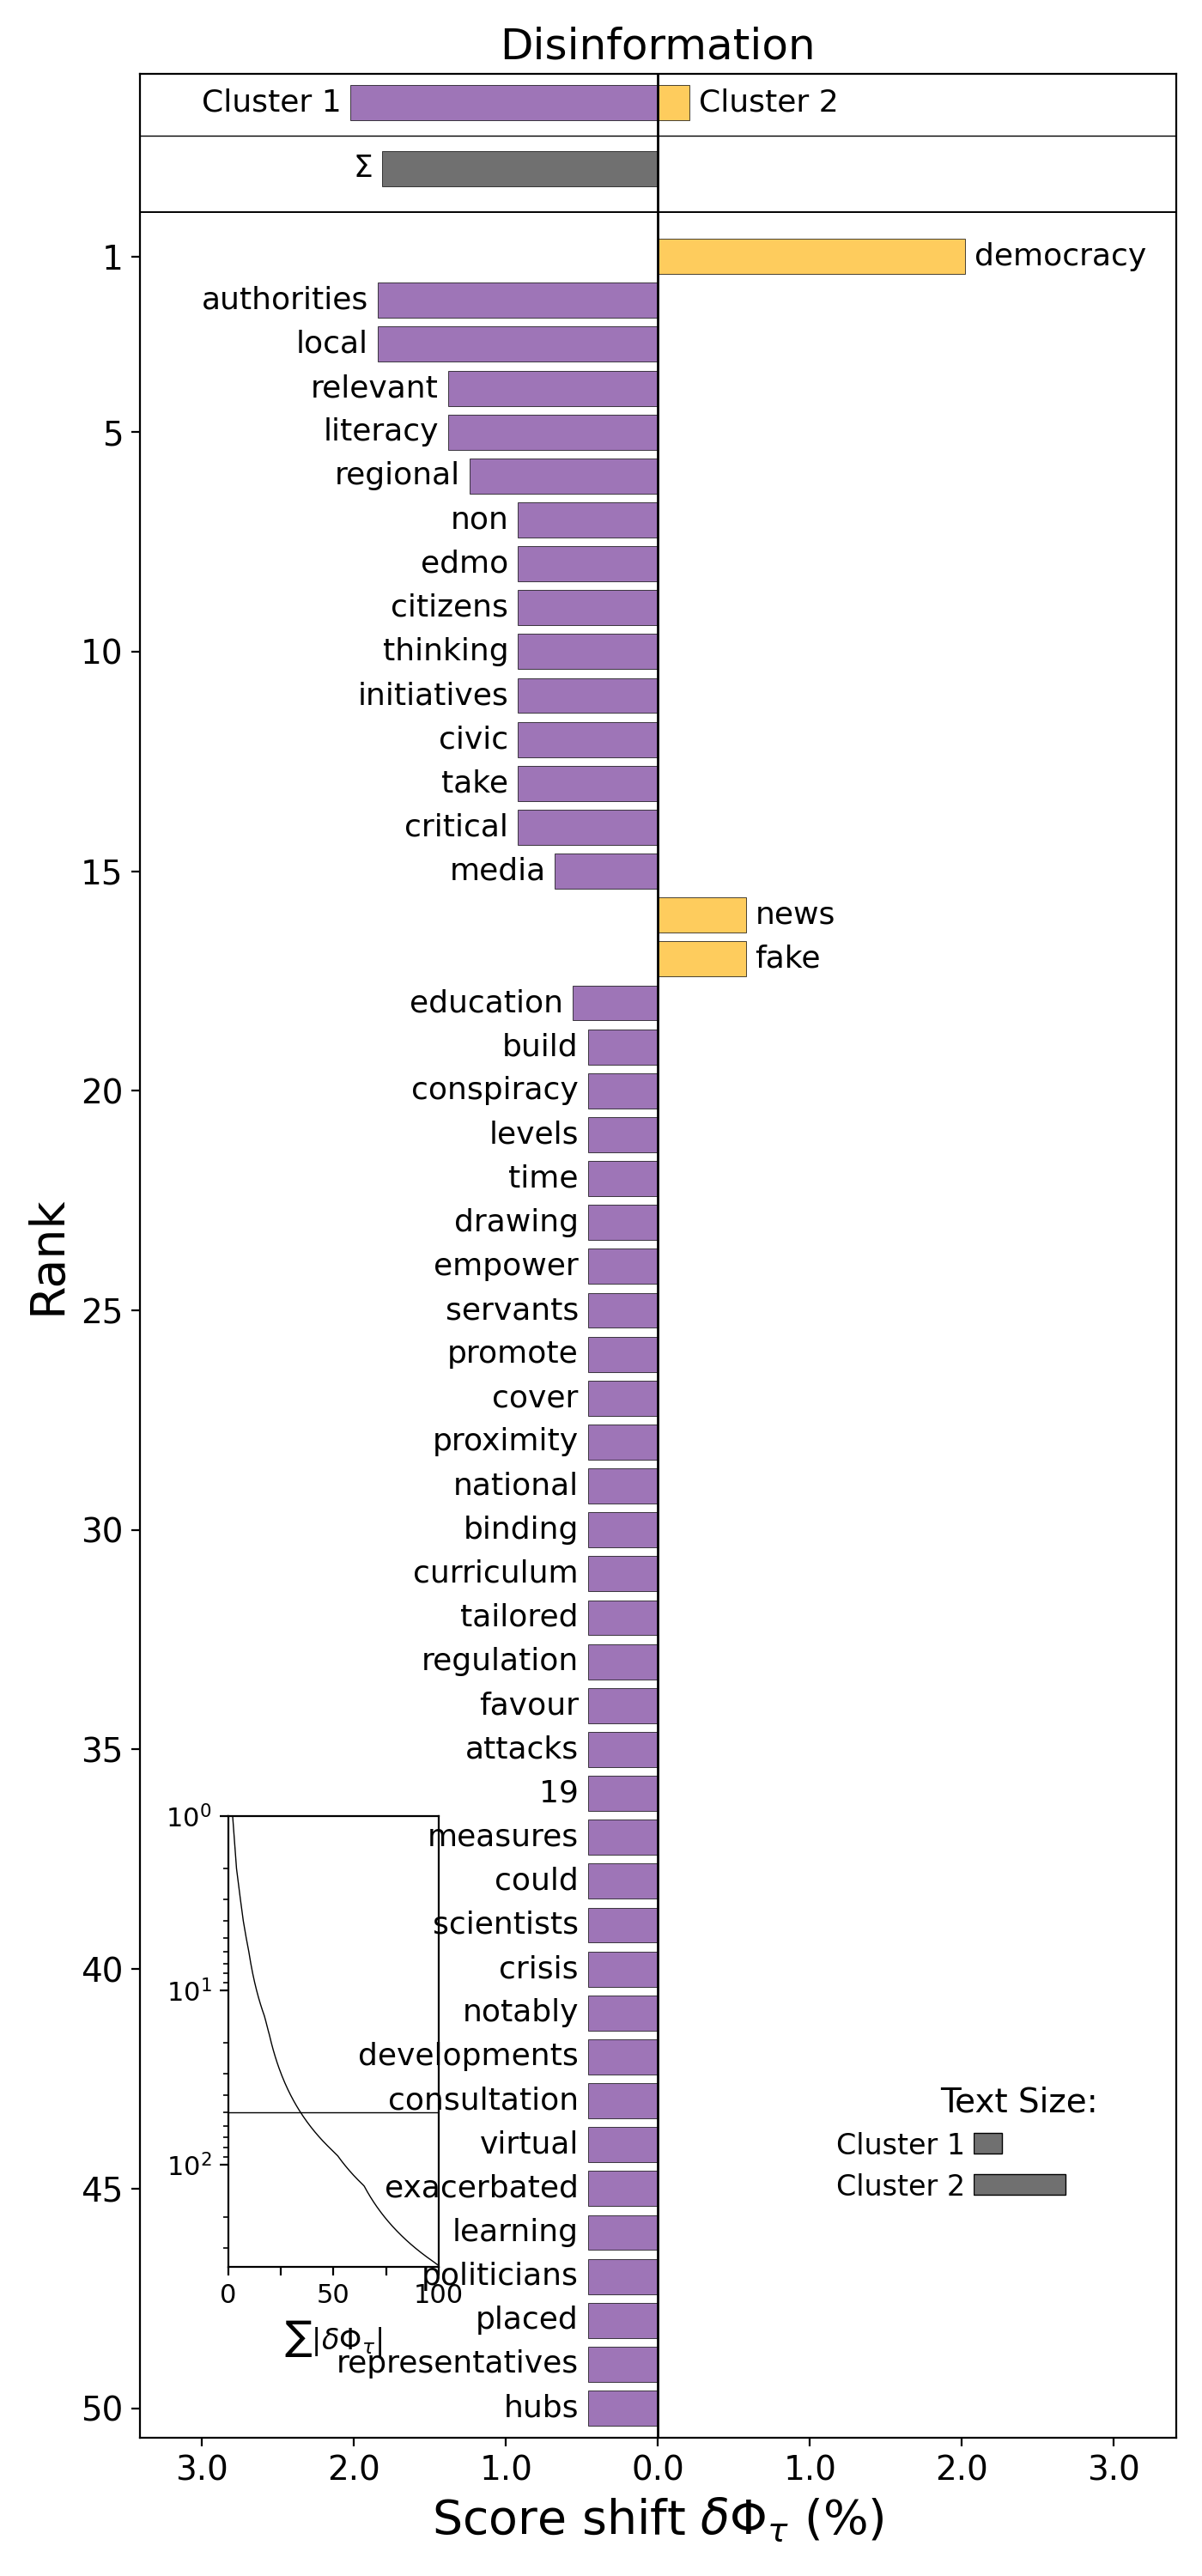 Disinformation
Cluster 1
Cluster 2
Σ
1
democracy
authorities
local
relevant
5
literacy
regional
non
edmo
citizens
10
thinking
initiatives
civic
take
critical
15
media
news
fake
education
build
20
conspiracy
levels
time
drawing
empower
25
servants
promote
cover
proximity
national
30
binding
curriculum
tailored
regulation
favour
35
attacks
19
measures
could
scientists
40
crisis
notably
developments
consultation
virtual
45
exacerbated
learning
politicians
placed
representatives
50
hubs
Rank
10⁰
10¹
10²
0 50 100
∑|δΦτ|
Text Size:
Cluster 1
Cluster 2
3.0 2.0 1.0 0.0 1.0 2.0 3.0
Score shift δΦτ (%)